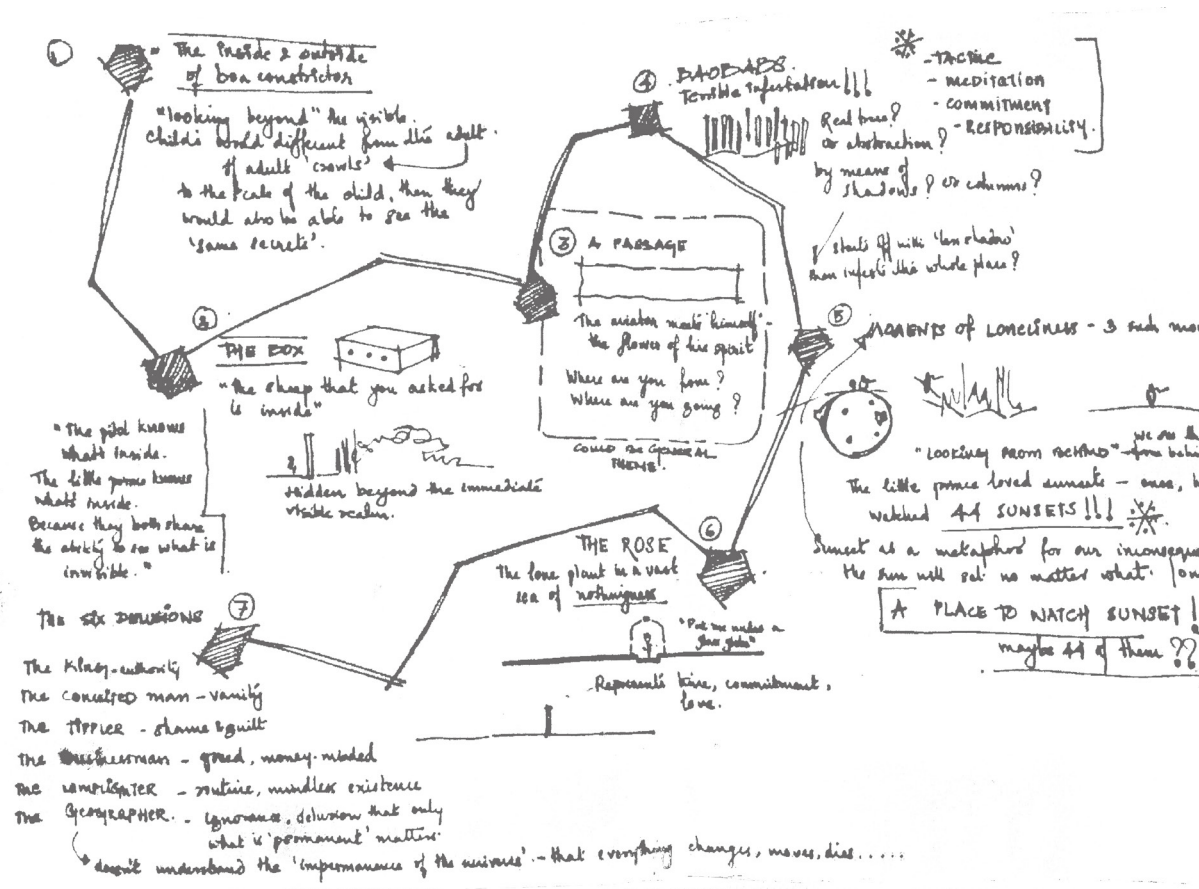 1
The inside & outside
of boa constrictor
"looking beyond" the visible.
Child's world different from the adult.
If adult 'crawls'
to the scale of the child, then they
would also be able to see the
'same secrets'.
2
THE BOX
"the sheep that you asked for
is inside"
"The pilot knows
what's inside.
The little prince knows
what's inside.
Because they both share
the ability to see what is
invisible."
Hidden beyond the immediate
visible realm.
3
A PASSAGE
The aviator meets 'himself' -
the flower of his spirit
Where are you from?
Where are you going?
COULD BE GENERAL
THEME.
4
BAOBABS.
Terrible infestation!!!
Real trees?
Or abstraction?
by means of
shadows? or columns?
starts off with
then infests the whole place?
- TACTILE
- MEDITATION
- COMMITMENT
- RESPONSIBILITY.
5
MOMENTS OF LONELINESS - 3 such
"LOOKING FROM BEHIND" - from
we are
The little prince loved sunsets - once,
watched 44 SUNSETS!!!
Sunset as a metaphor for our
the sun will set no matter what.
A PLACE TO WATCH SUNSET!
maybe 44 of them??
6
THE ROSE
The lone plant in a vast
sea of nothingness
"Put me under a
glass globe"
Represents time, commitment,
love.
7
THE SIX DELUSIONS
The King - authority
The conceited man - vanity
The TIPPLER - shame & guilt
The Businessman - greed, money-minded
The LAMPLIGHTER - routine, mindless existence
The GEOGRAPHER. - ignorance, delusion that only
what is 'permanent' matters.
doesn't understand the 'impermanence of the universe' - that everything changes, moves, dies.....